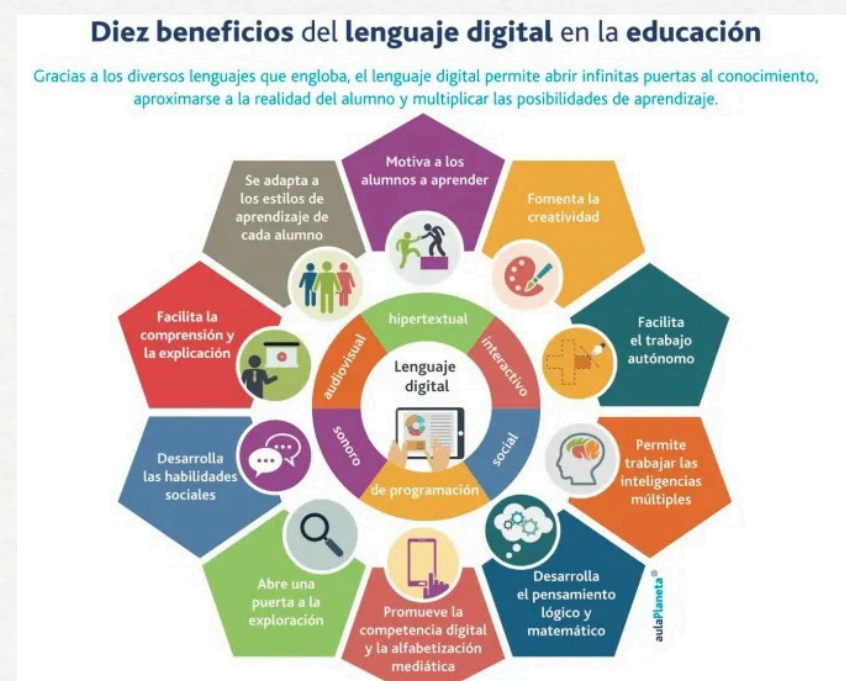 Diez beneficios del lenguaje digital en la educación
Gracias a los diversos lenguajes que engloba, el lenguaje digital permite abrir infinitas puertas al conocimiento,
aproximarse a la realidad del alumno y multiplicar las posibilidades de aprendizaje.
Motiva a los
alumnos a aprender
Fomenta la
creatividad
Facilita
el trabajo
autónomo
Permite
trabajar las
inteligencias
múltiples
Desarrolla
el pensamiento
lógico y
matemático
Promueve la
competencia digital
y la alfabetización
mediática
Abre una
puerta a la
exploración
Desarrolla
las habilidades
sociales
Facilita la
comprensión y
la explicación
Se adapta a
los estilos de
aprendizaje de
cada alumno
hipertextual
interactivo
social
de programación
sonoro
audiovisual
Lenguaje
digital
aulaPlaneta